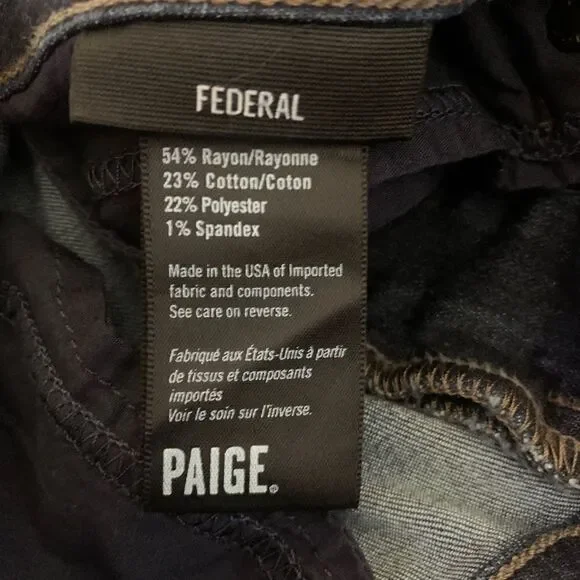 FEDERAL
54% Rayon/Rayonne
23% Cotton/Coton
22% Polyester
1% Spandex
Made in the USA of Imported
fabric and components.
See care on reverse.
Fabriqué aux États-Unis à partir
de tissus et composants
importés
Voir le soin sur l'inverse.
PAIGE®